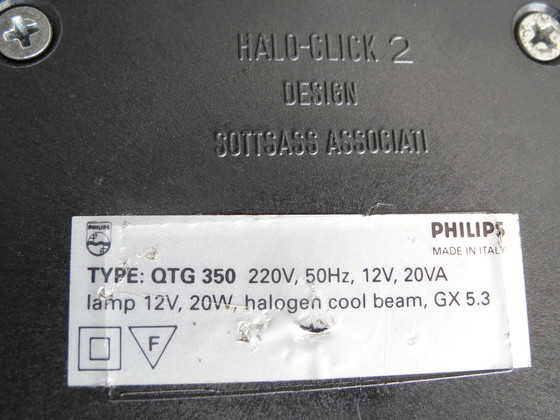 HALO-CLICK 2
DESIGN
SOTTSASS ASSOCIATI
PHILIPS
PHILIPS
MADE IN ITALY
TYPE: QTG 350 220V, 50Hz, 12V, 20VA
lamp 12V, 20W, halogen cool beam, GX 5.3
F